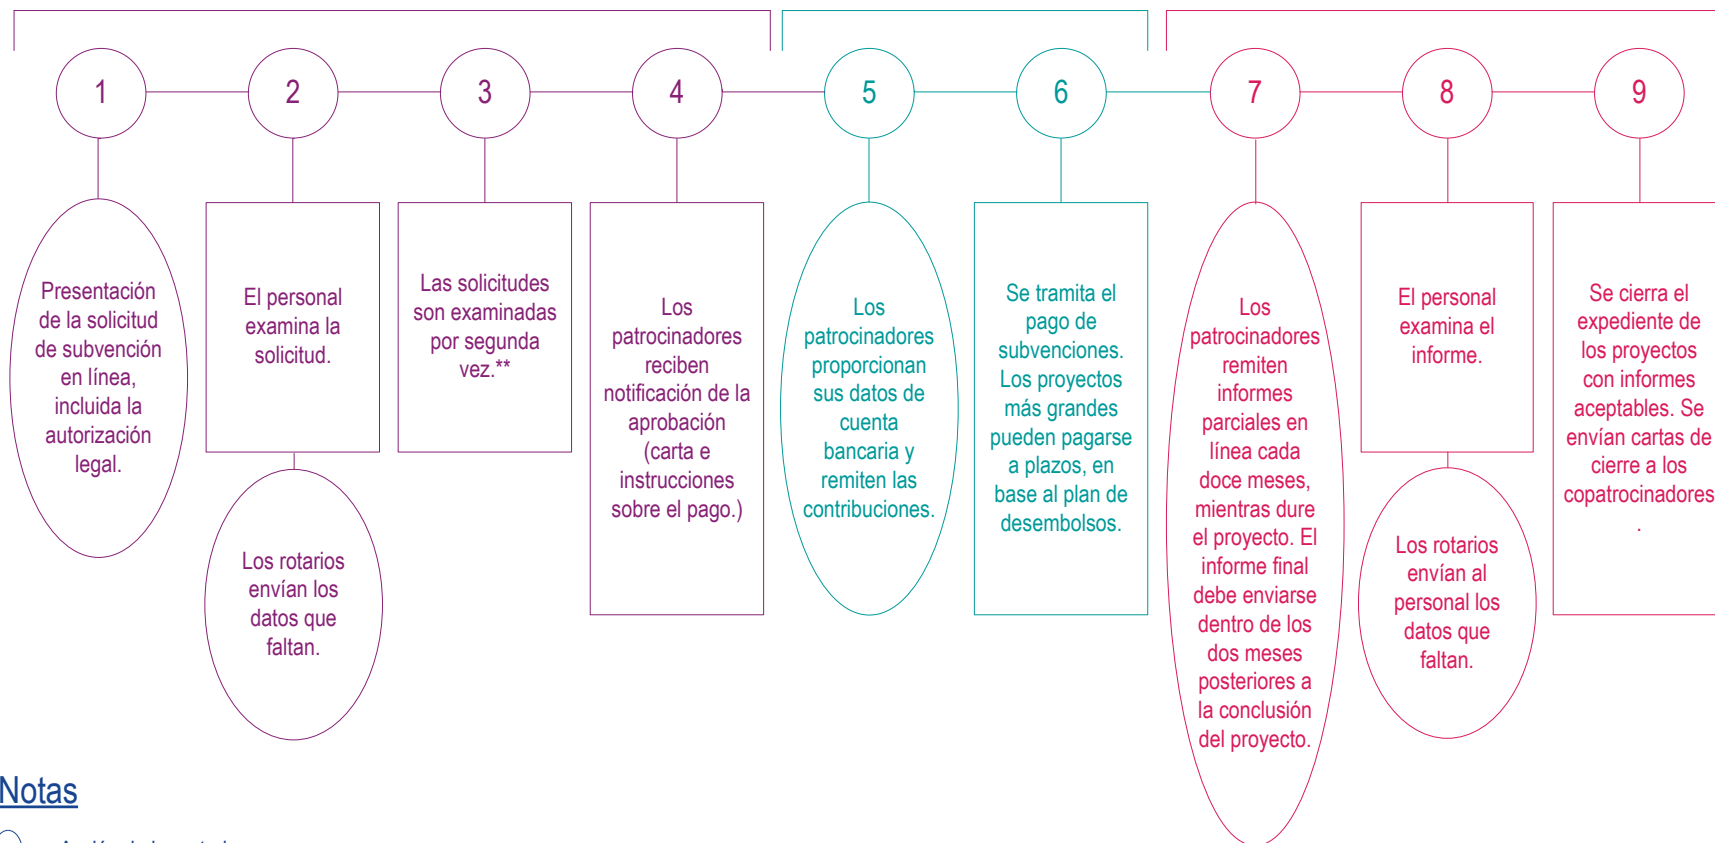 1
2
3
4
5
6
7
8
9
Presentación
de la solicitud
de subvención
en línea,
incluida la
autorización
legal.
El personal
examina la
solicitud.
Los rotarios
envían los
datos que
faltan.
Las solicitudes
son examinadas
por segunda
vez.**
Los
patrocinadores
reciben
notificación de la
aprobación
(carta e
instrucciones
sobre el pago.)
Los
patrocinadores
proporcionan
sus datos de
cuenta
bancaria y
remiten las
contribuciones.
Se tramita el
pago de
subvenciones.
Los proyectos
más grandes
pueden pagarse
a plazos, en
base al plan de
desembolsos.
Los
patrocinadores
remiten
informes
parciales en
línea cada
doce meses,
mientras dure
el proyecto. El
informe final
debe enviarse
dentro de los
dos meses
posteriores a
la conclusión
del proyecto.
El personal
examina el
informe.
Los rotarios
envían al
personal los
datos que
faltan.
Se cierra el
expediente de
los proyectos
con informes
aceptables. Se
envían cartas de
cierre a los
copatrocinadores
.
Notas